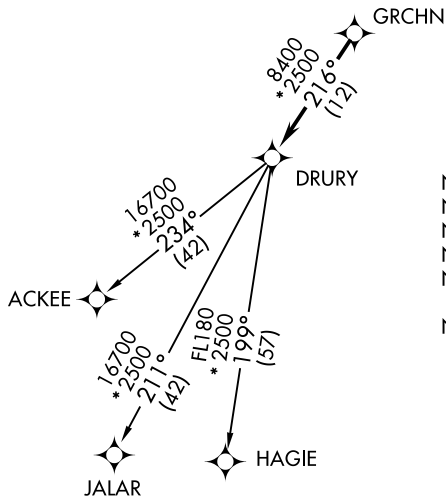 GRCHN
8400
*2500
216°
(12)
DRURY
16700
*2500
234°
(42)
ACKEE
16700
*2500
211°
(42)
JALAR
FL180
*2500
199°
(57)
HAGIE